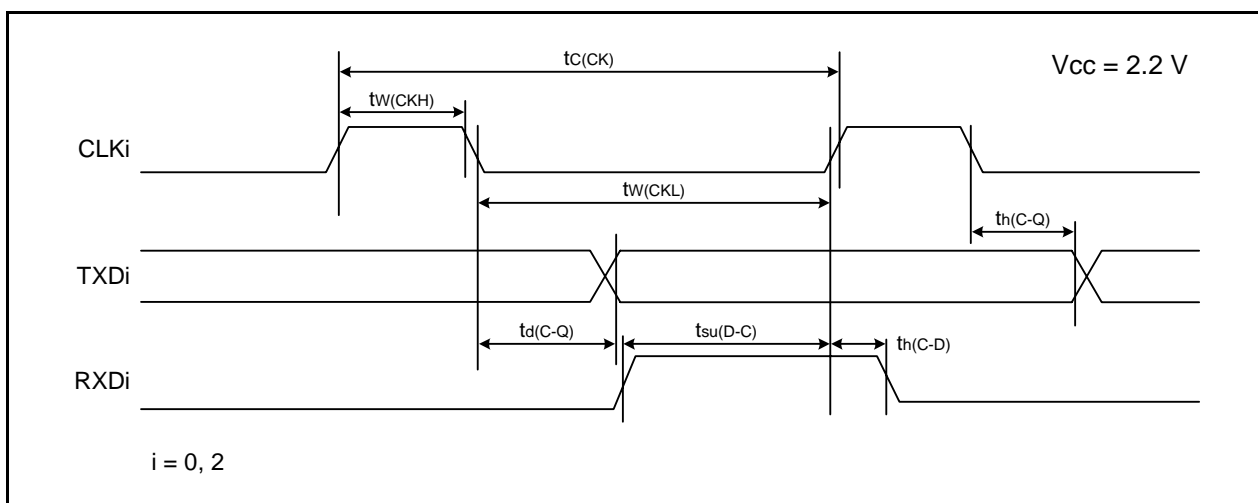 tC(CK)
Vcc = 2.2 V
tW(CKH)
CLKi
tW(CKL)
th(C-Q)
TXDi
td(C-Q)
tsu(D-C)
th(C-D)
RXDi
i = 0, 2